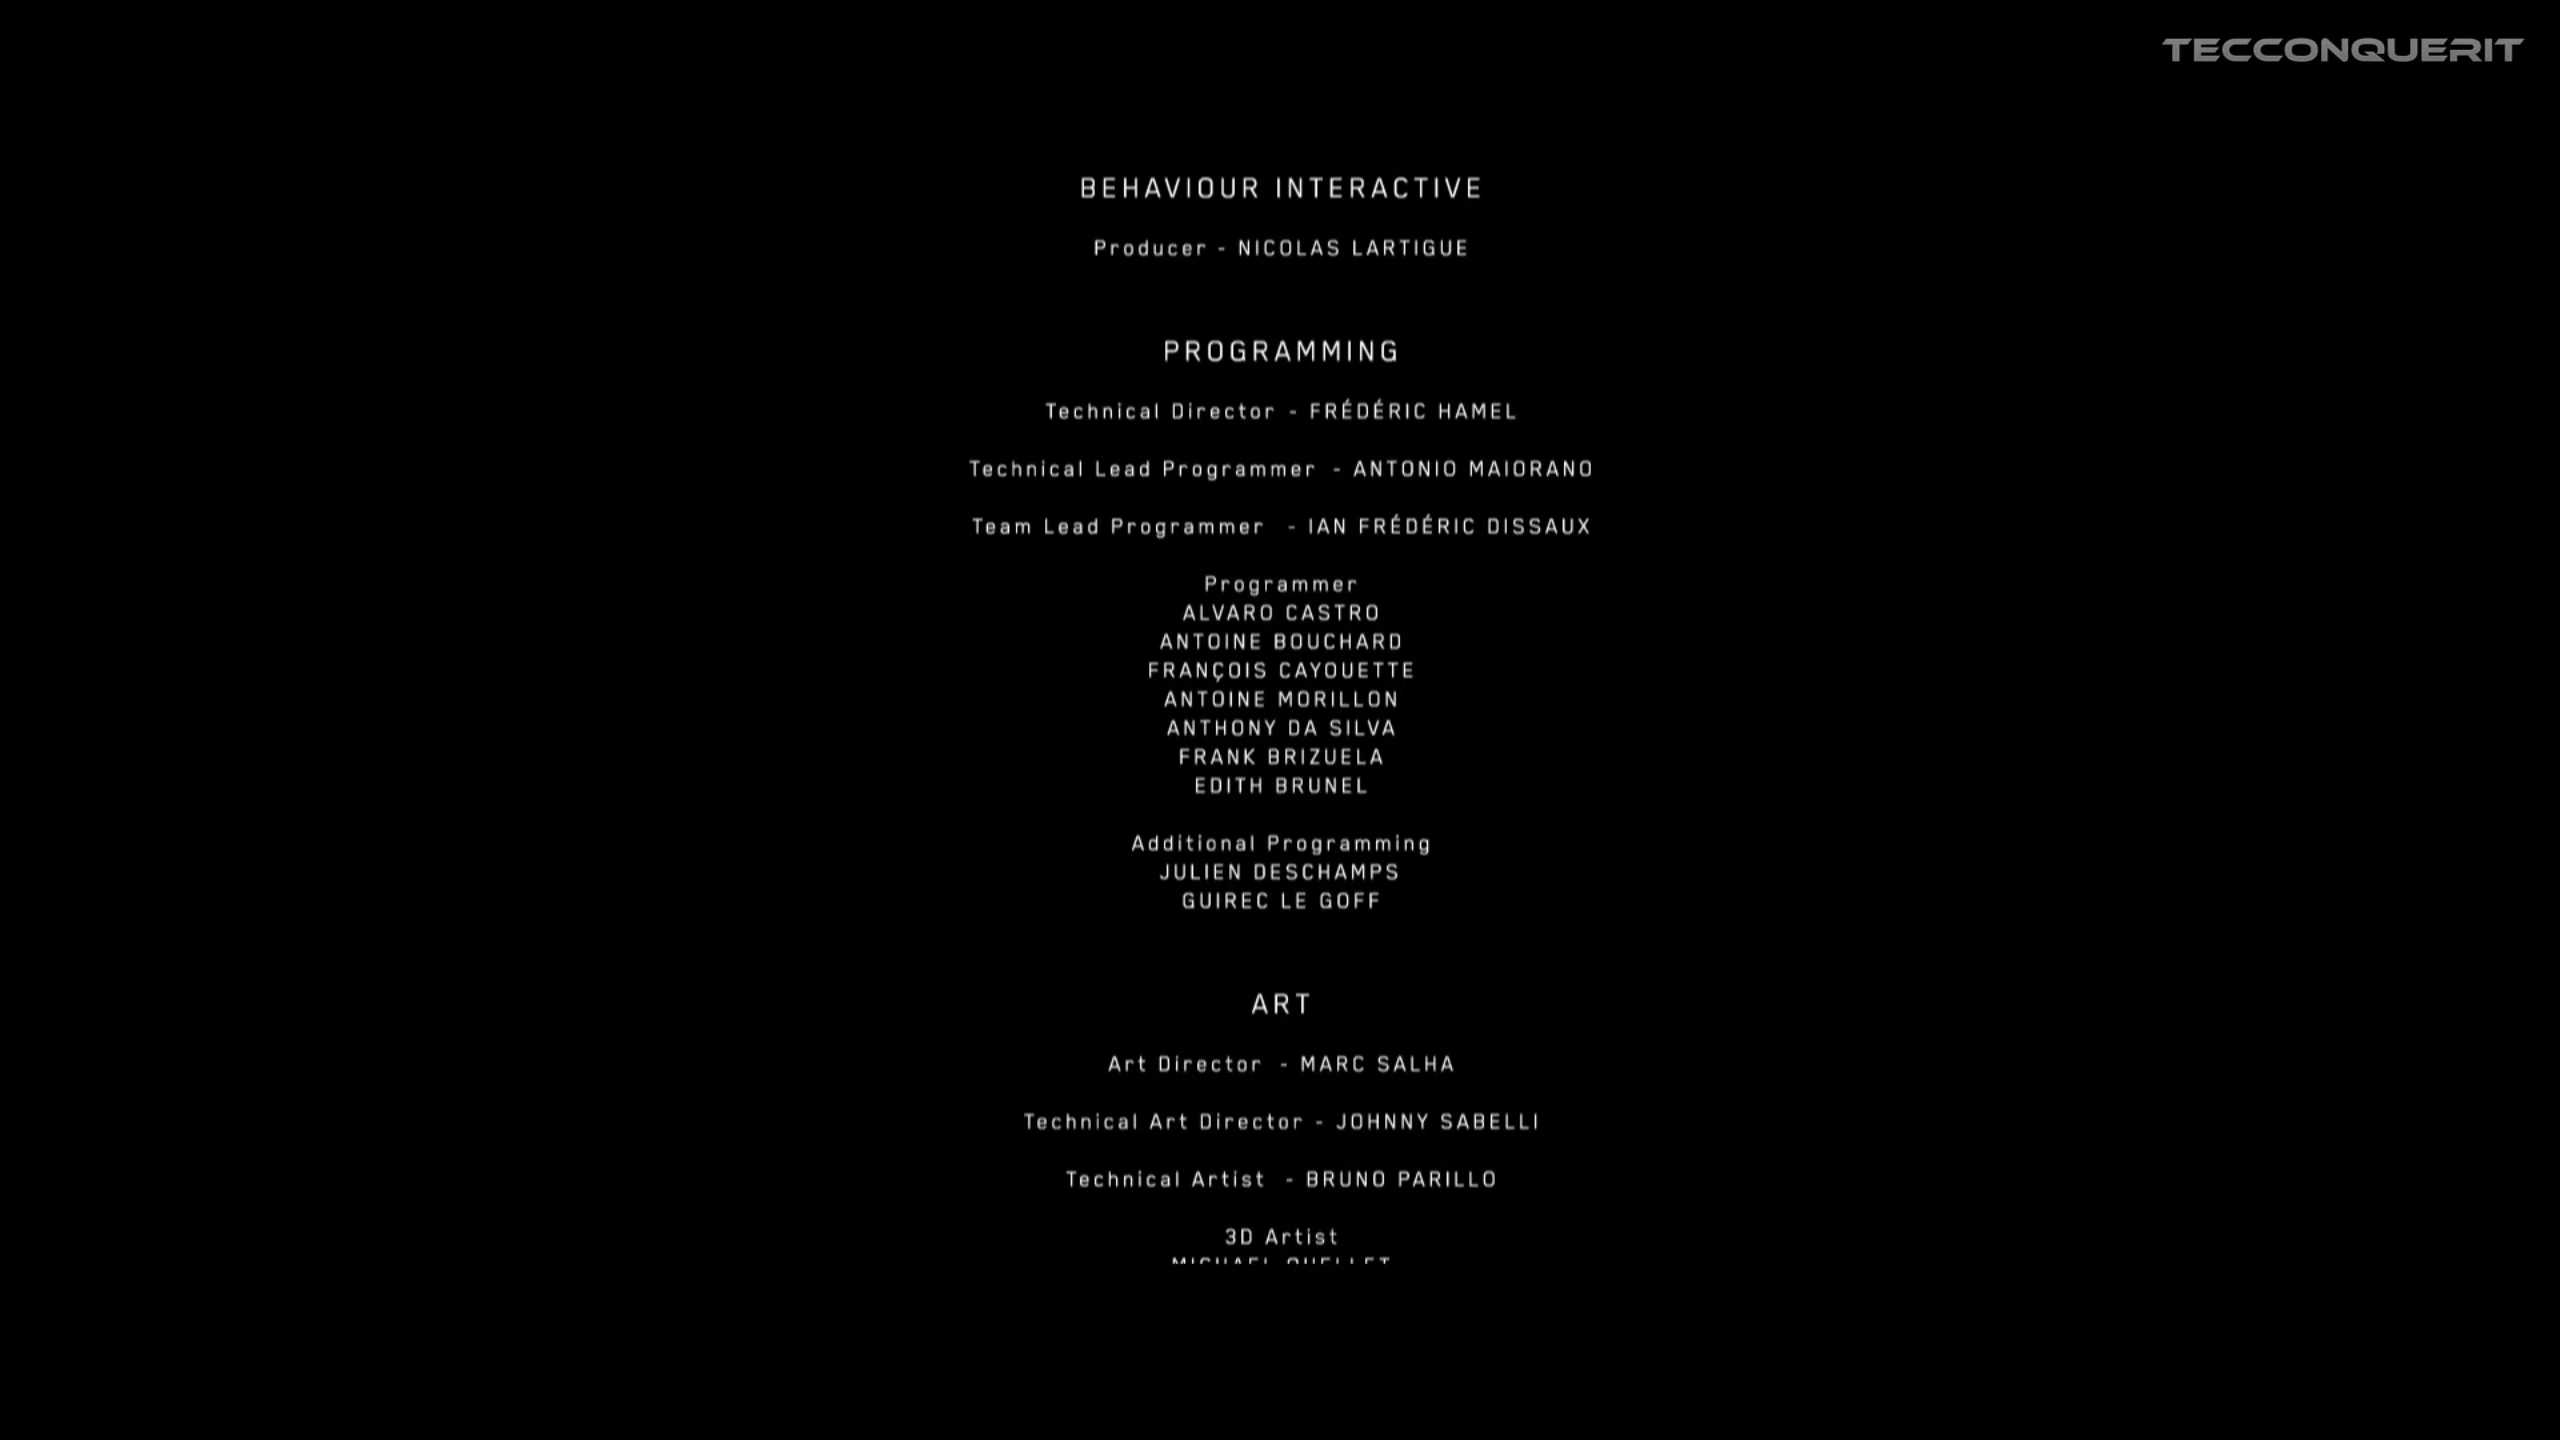 TECCONQUERIT
BEHAVIOUR INTERACTIVE
Producer - NICOLAS LARTIGUE
PROGRAMMING
Technical Director - FRÉDÉRIC HAMEL
Technical Lead Programmer - ANTONIO MAIORANO
Team Lead Programmer - IAN FRÉDÉRIC DISSAUX
Programmer
ALVARO CASTRO
ANTOINE BOUCHARD
FRANÇOIS CAYOUETTE
ANTOINE MORILLON
ANTHONY DA SILVA
FRANK BRIZUELA
EDITH BRUNEL
Additional Programming
JULIEN DESCHAMPS
GUIREC LE GOFF
ART
Art Director - MARC SALHA
Technical Art Director - JOHNNY SABELLI
Technical Artist - BRUNO PARILLO
3D Artist